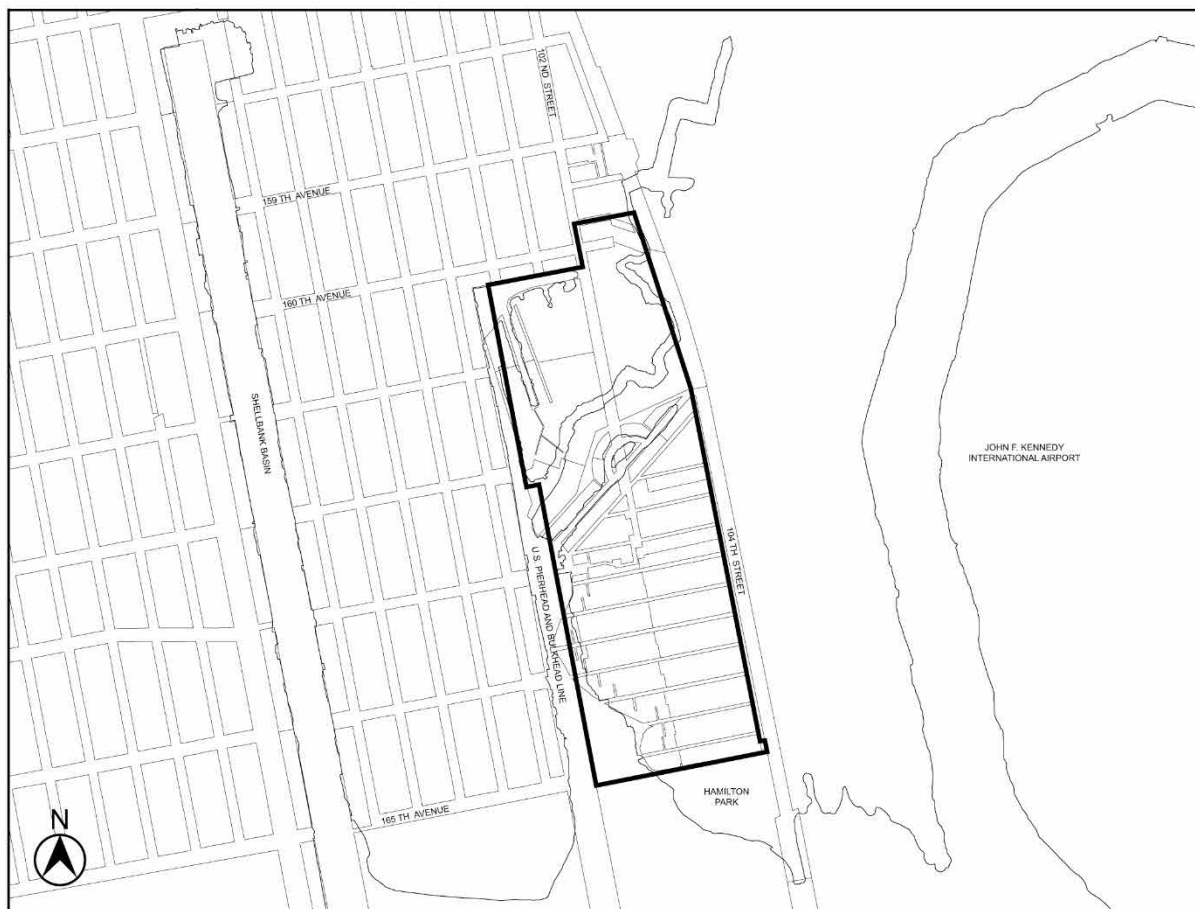 102 ND STREET
159 TH AVENUE
160 TH AVENUE
SHELLBANK BASIN
JOHN F. KENNEDY
INTERNATIONAL AIRPORT
104 TH STREET
U.S. PIERHEAD AND BULKHEAD LINE
HAMILTON
PARK
165 TH AVENUE
N